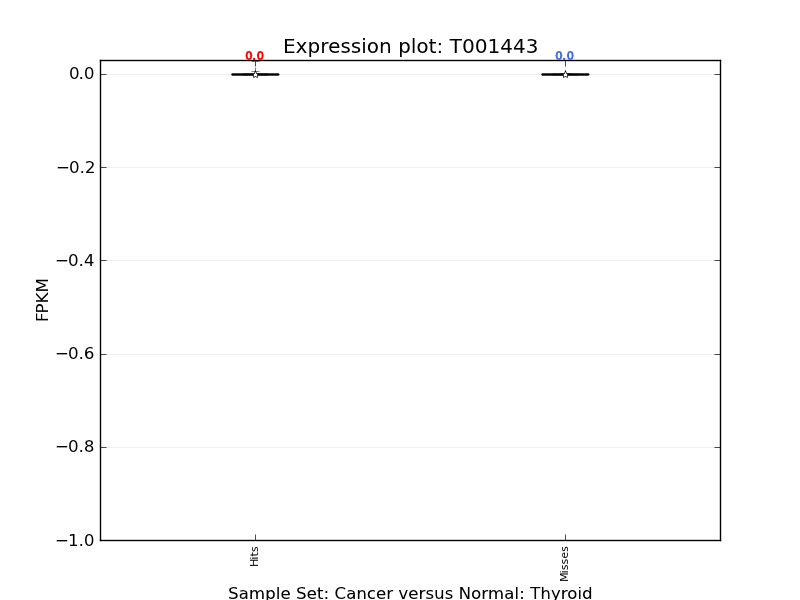 Expression plot: T001443
0.0 0.0
0.0
−0.2
−0.4
−0.6
−0.8
−1.0
FPKM
Hits Misses
Sample Set: Cancer versus Normal: Thyroid